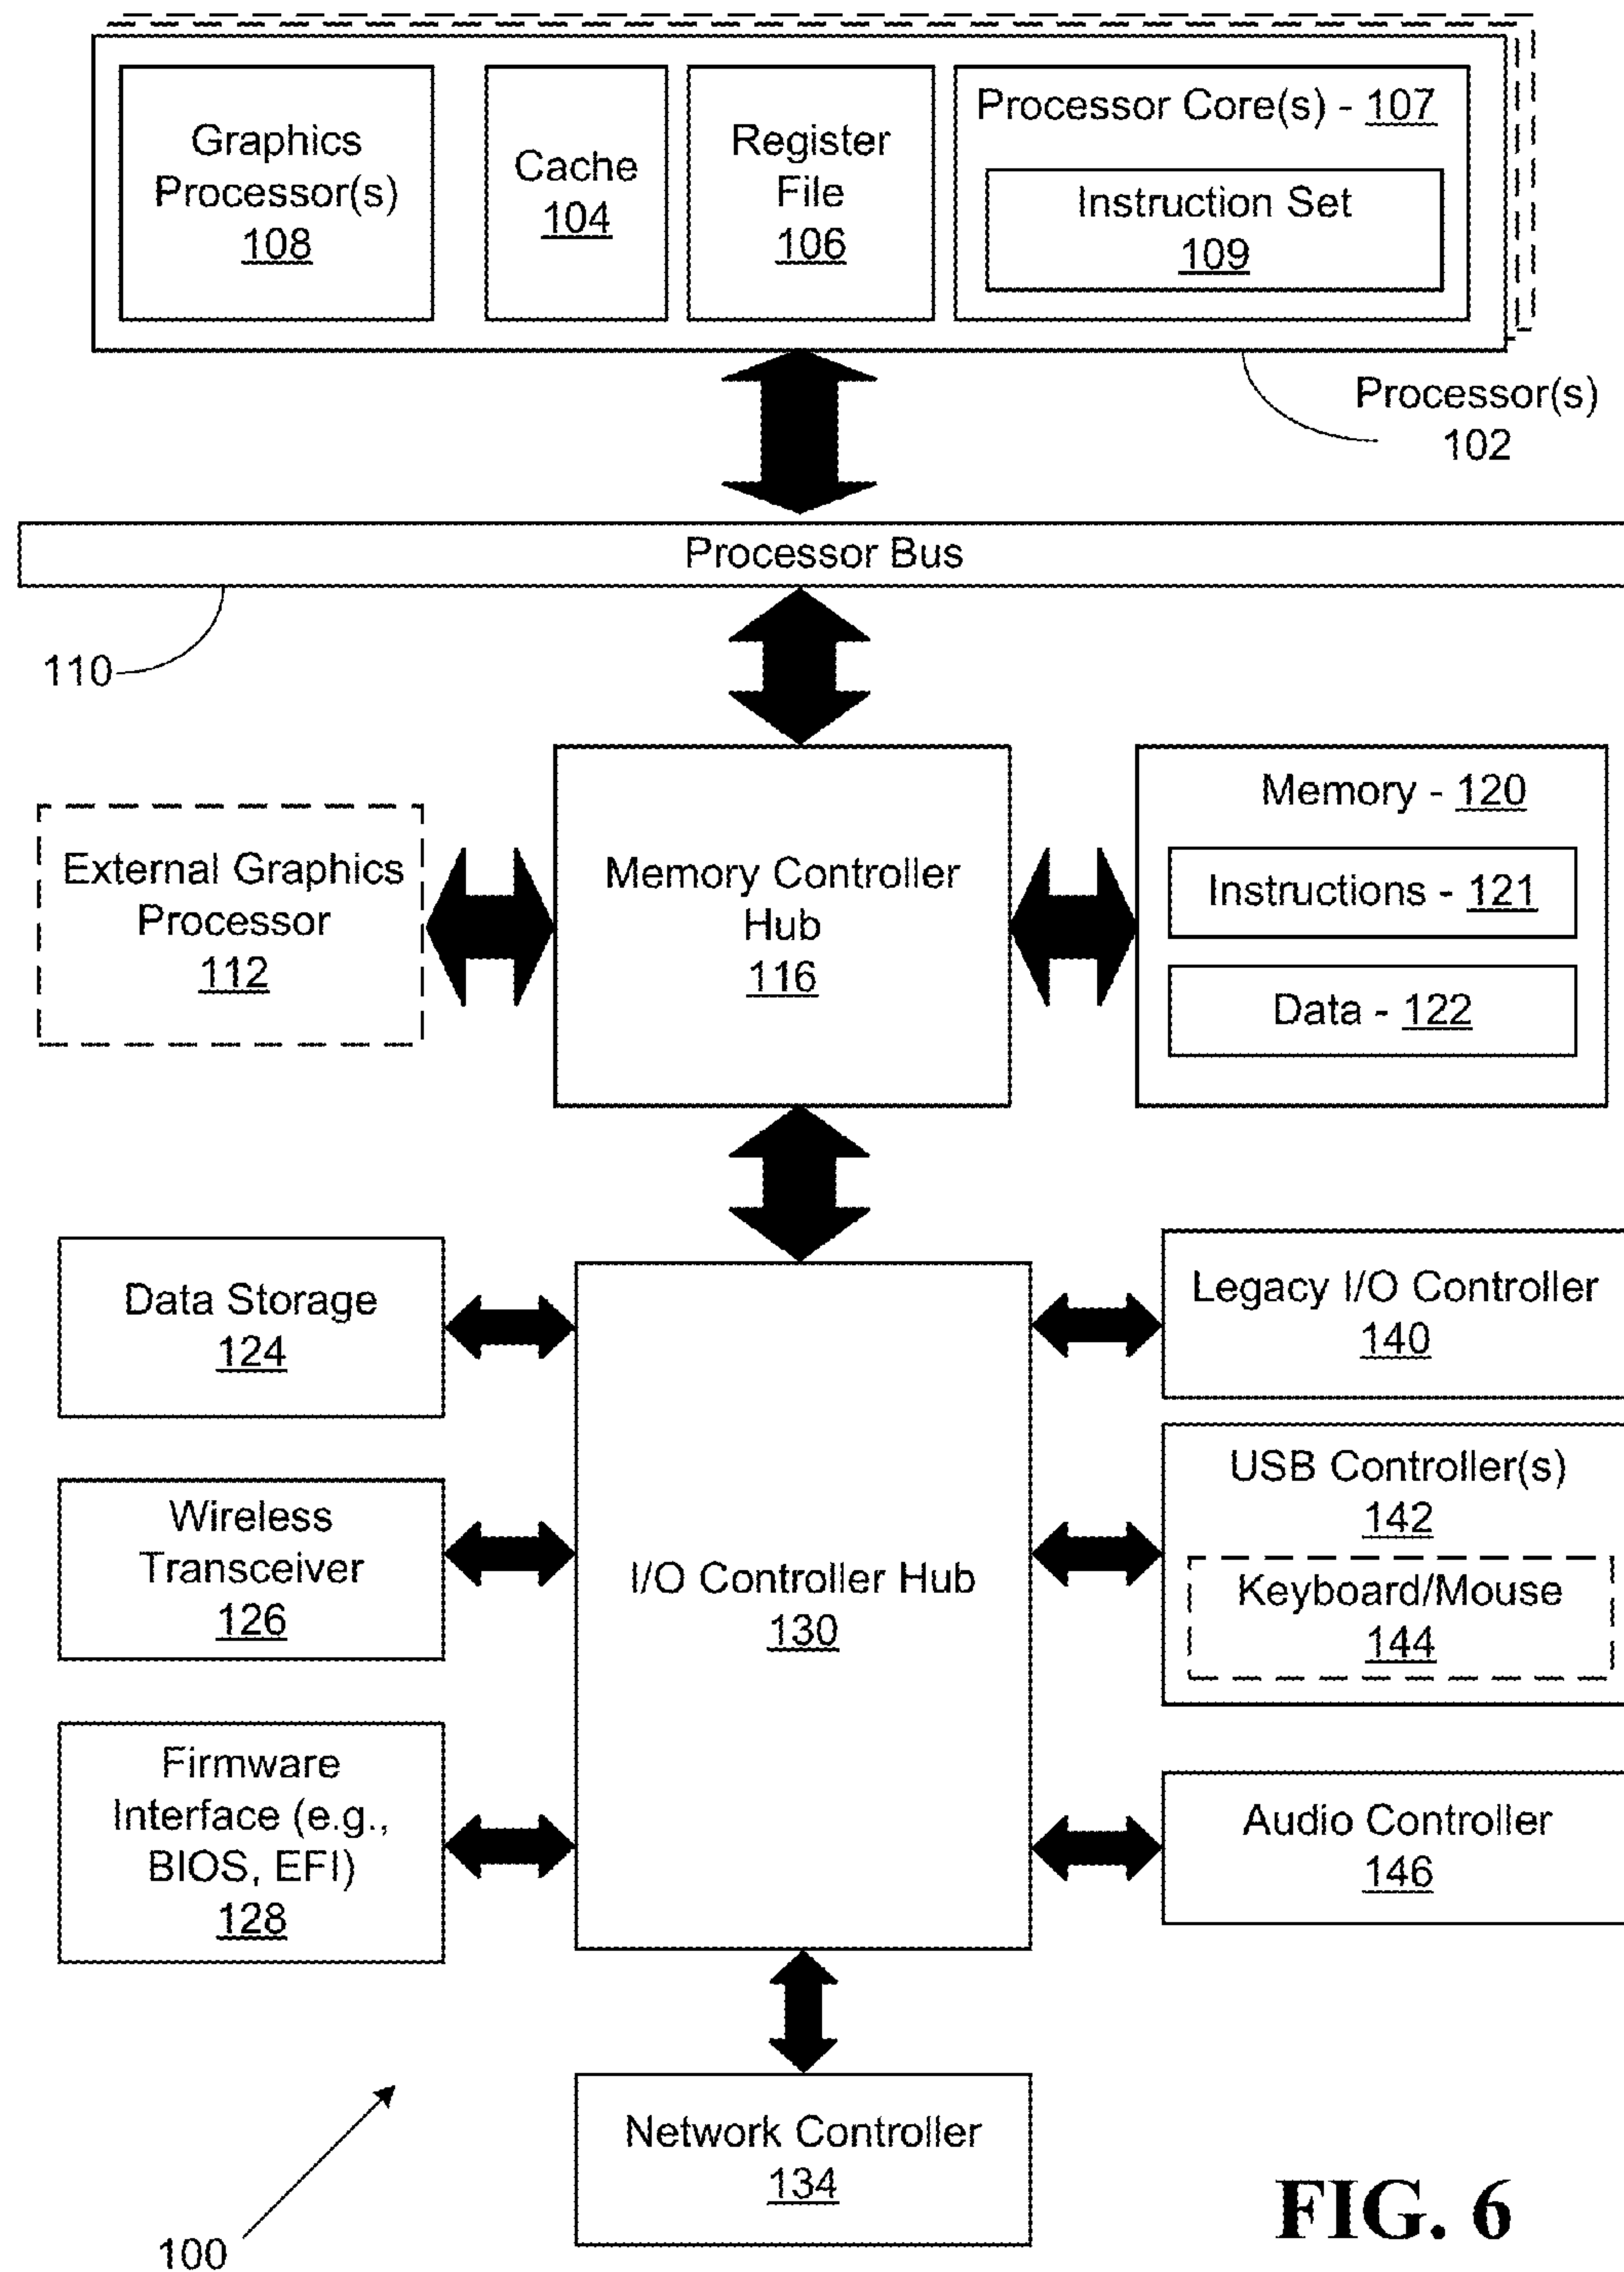 Graphics
Processor(s)
108
Cache
104
Register
File
106
Processor Core(s) - 107
Instruction Set
109
Processor(s)
102
Processor Bus
110
External Graphics
Processor
112
Memory Controller
Hub
116
Memory - 120
Instructions - 121
Data - 122
Data Storage
124
Wireless
Transceiver
126
Firmware
Interface (e.g.,
BIOS, EFI)
128
I/O Controller Hub
130
Legacy I/O Controller
140
USB Controller(s)
142
Keyboard/Mouse
144
Audio Controller
146
Network Controller
134
100
FIG. 6